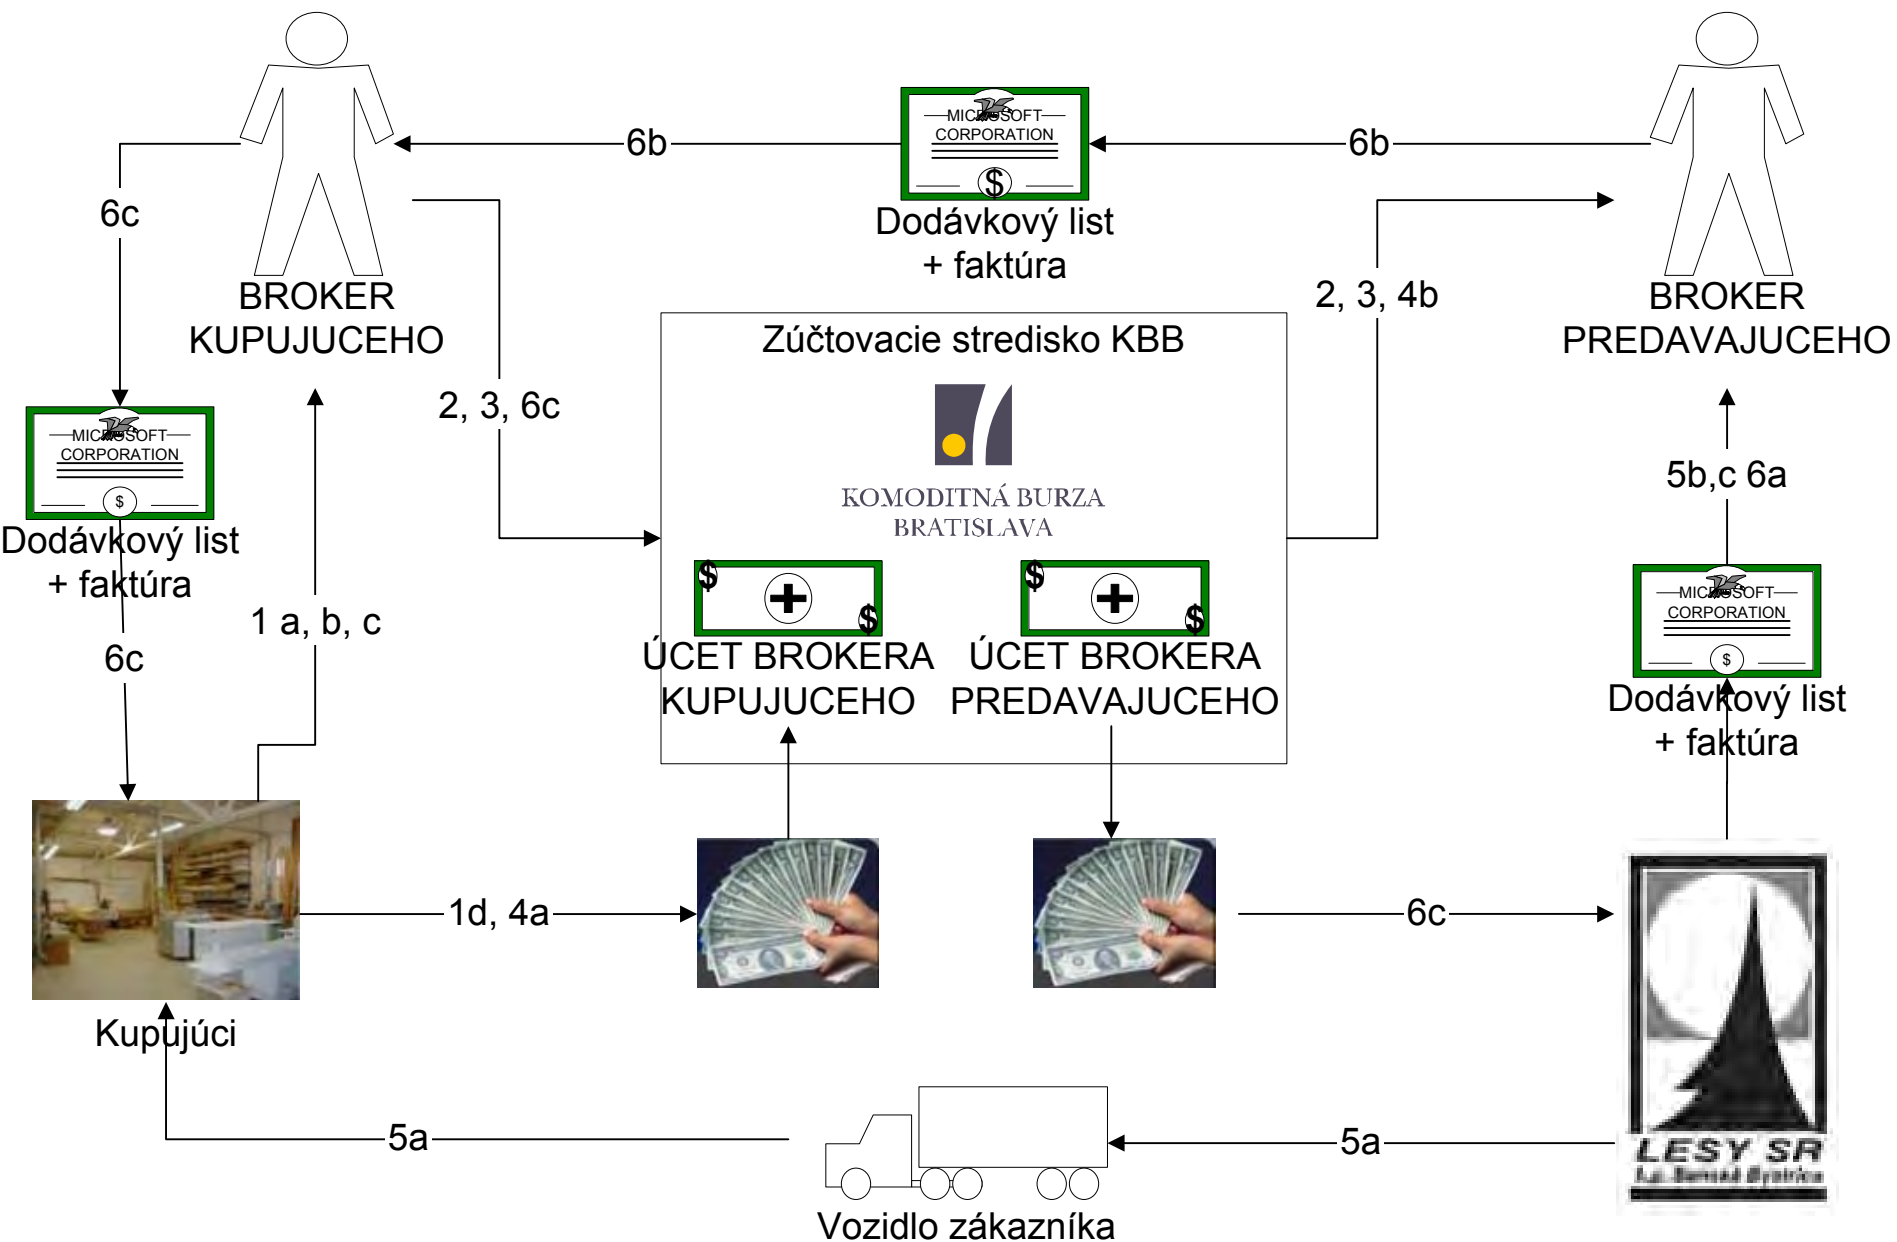 MICROSOFT
CORPORATION
$
Dodávkový list
+ faktúra
6b
6b
6c
BROKER
KUPUJUCEHO
2, 3, 4b
BROKER
PREDAVAJUCEHO
Zúčtovacie stredisko KBB
2, 3, 6c
KOMODITNÁ BURZA
BRATISLAVA
MICROSOFT
CORPORATION
$
Dodávkový list
+ faktúra
6c
1 a, b, c
5b,c 6a
$
$
ÚCET BROKERA
KUPUJUCEHO
$
$
ÚCET BROKERA
PREDAVAJUCEHO
MICROSOFT
CORPORATION
$
Dodávkový list
+ faktúra
1d, 4a
6c
Kupujúci
5a
5a
Vozidlo zákazníka
LESY SR